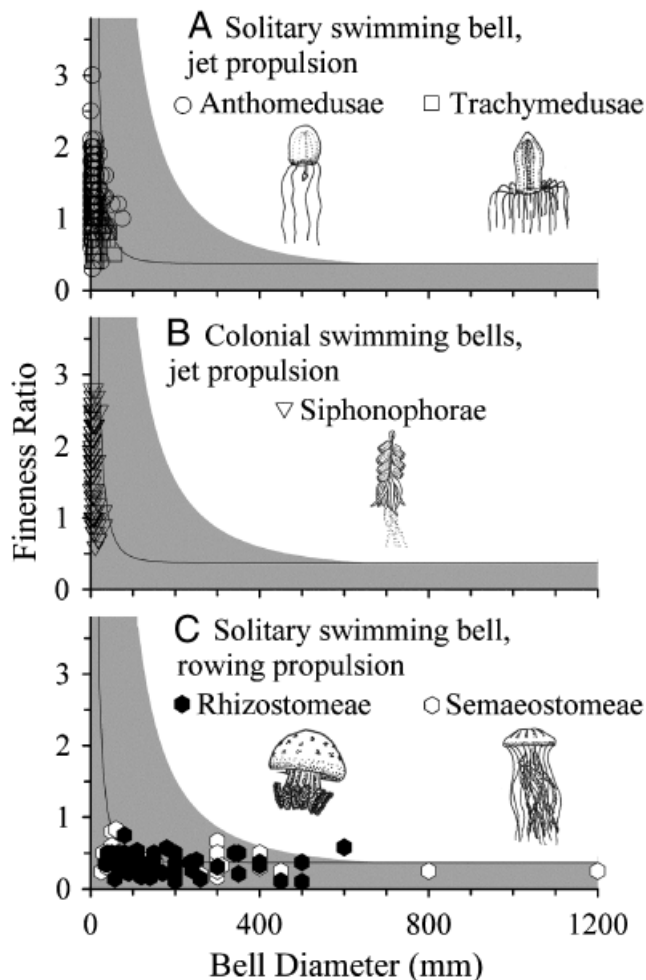 A Solitary swimming bell,
jet propulsion
Anthomedusae Trachymedusae
3
2
1
0
B Colonial swimming bells,
jet propulsion
Siphonophorae
3
2
1
0
Fineness Ratio
C Solitary swimming bell,
rowing propulsion
Rhizostomeae Semaeostomeae
3
2
1
0
0 400 800 1200
Bell Diameter (mm)